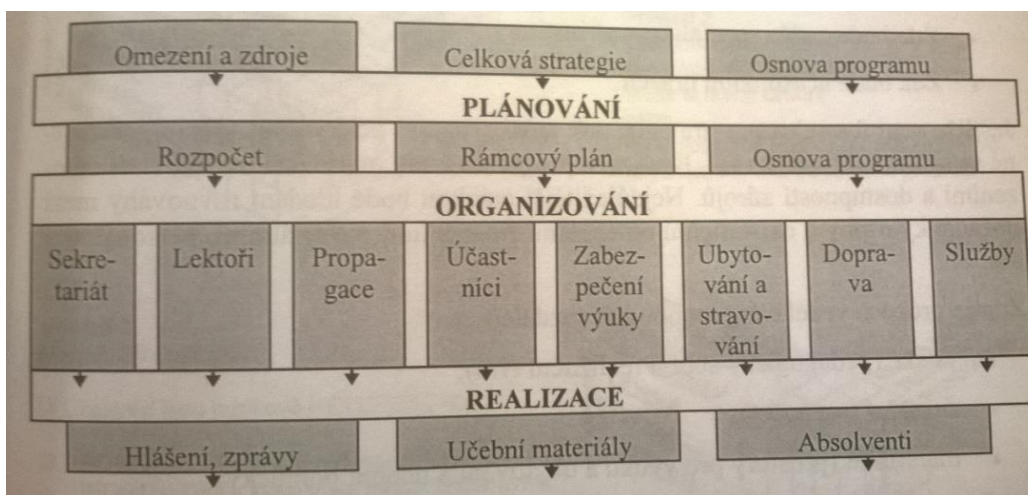 Omezení a zdroje
Celková strategie
Osnova programu
PLÁNOVÁNÍ
Rozpočet
Rámcový plán
Osnova programu
ORGANIZOVÁNÍ
Sekre-
tariát
Lektoři
Propa-
gace
Účast-
níci
Zabez-
pečení
výuky
Ubyto-
vání a
stravo-
vání
Dopra-
va
Služby
REALIZACE
Hlášení, zprávy
Učební materiály
Absolventi